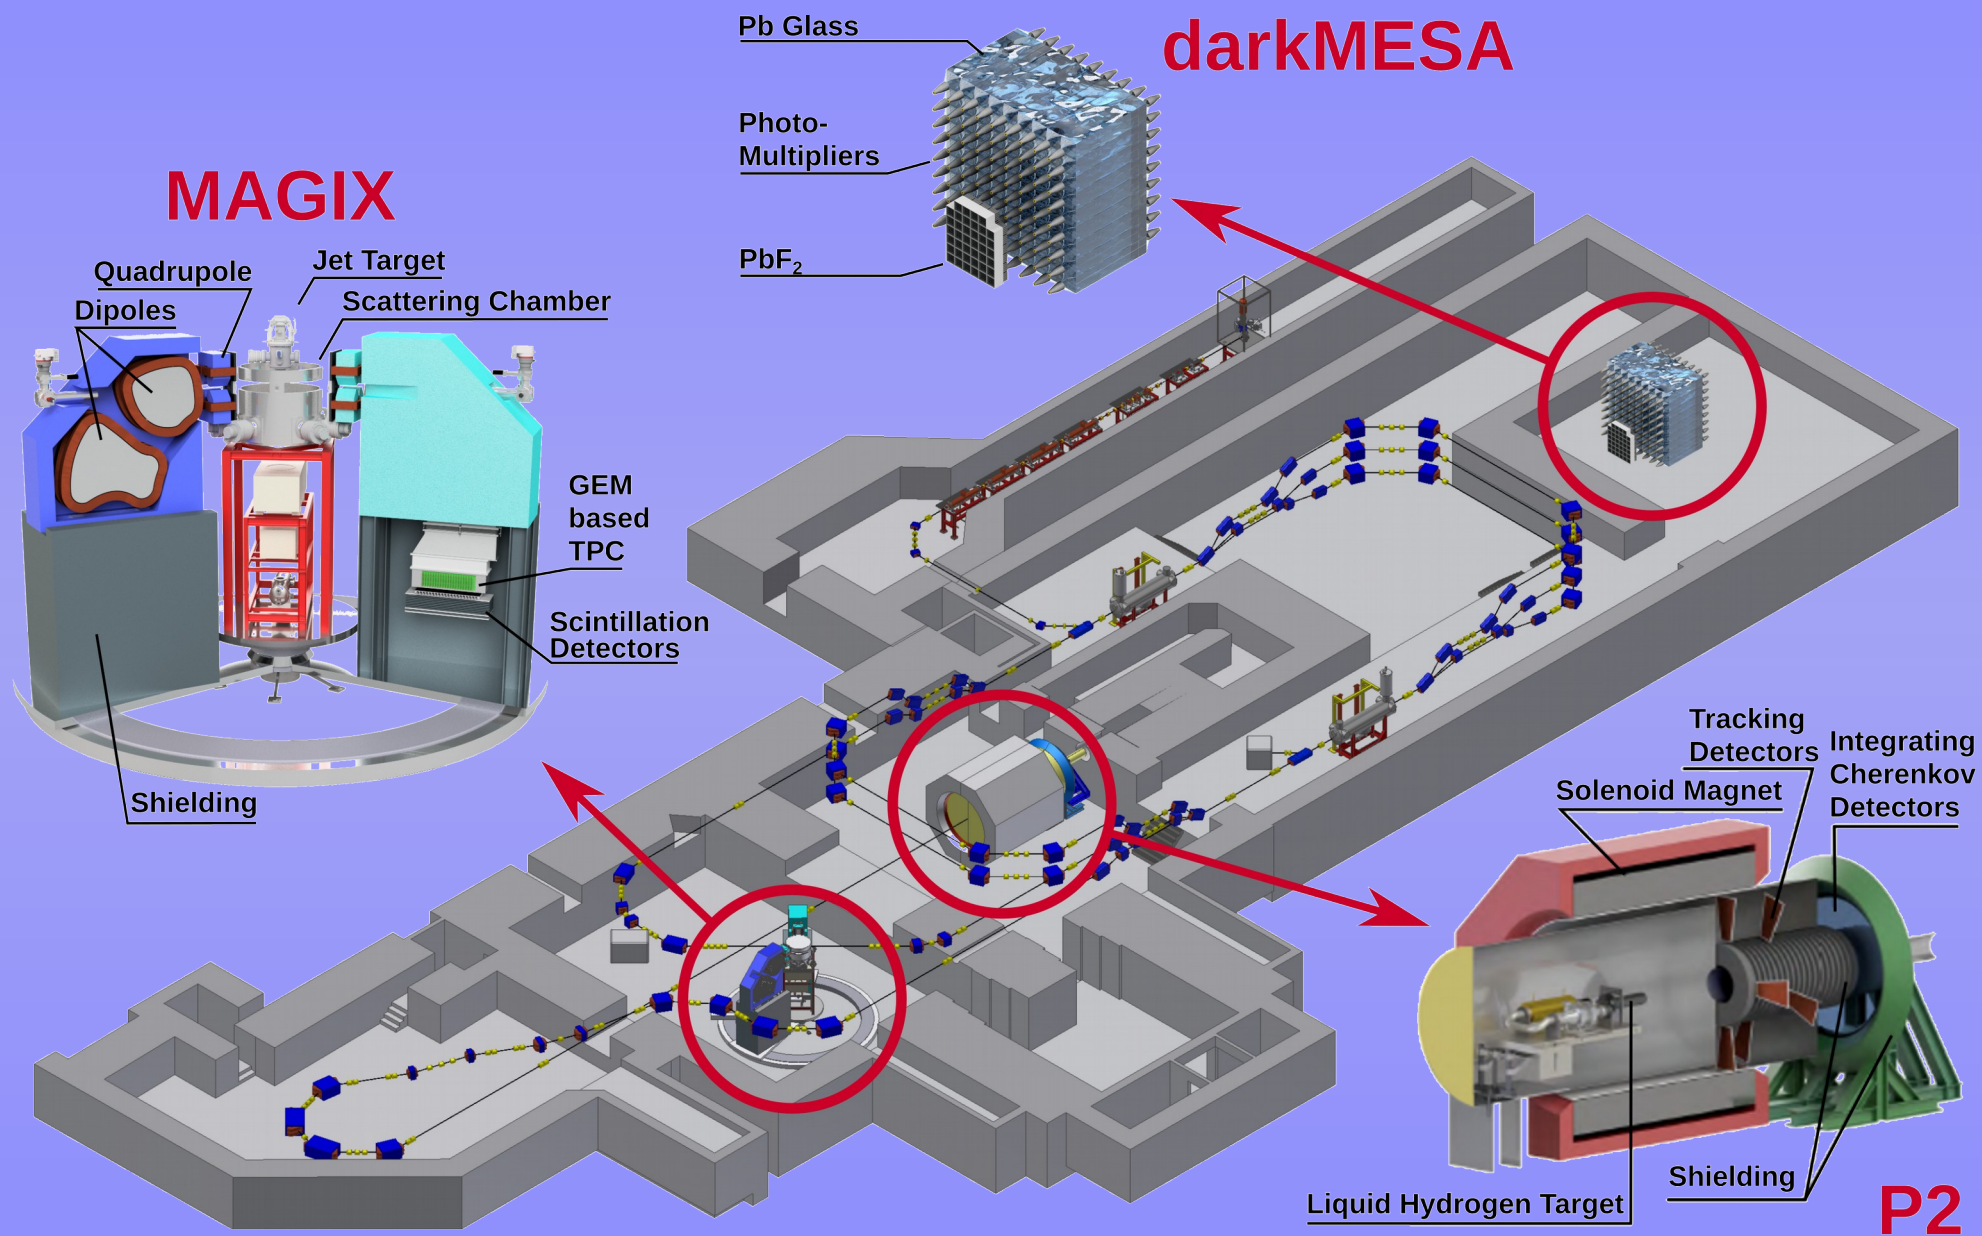 darkMESA
Pb Glass
Photo-
Multipliers
PbF₂
MAGIX
Quadrupole
Dipoles
Jet Target
Scattering Chamber
GEM
based
TPC
Scintillation
Detectors
Shielding
Tracking
Detectors
Integrating
Cherenkov
Detectors
Solenoid Magnet
Shielding
Liquid Hydrogen Target
P2